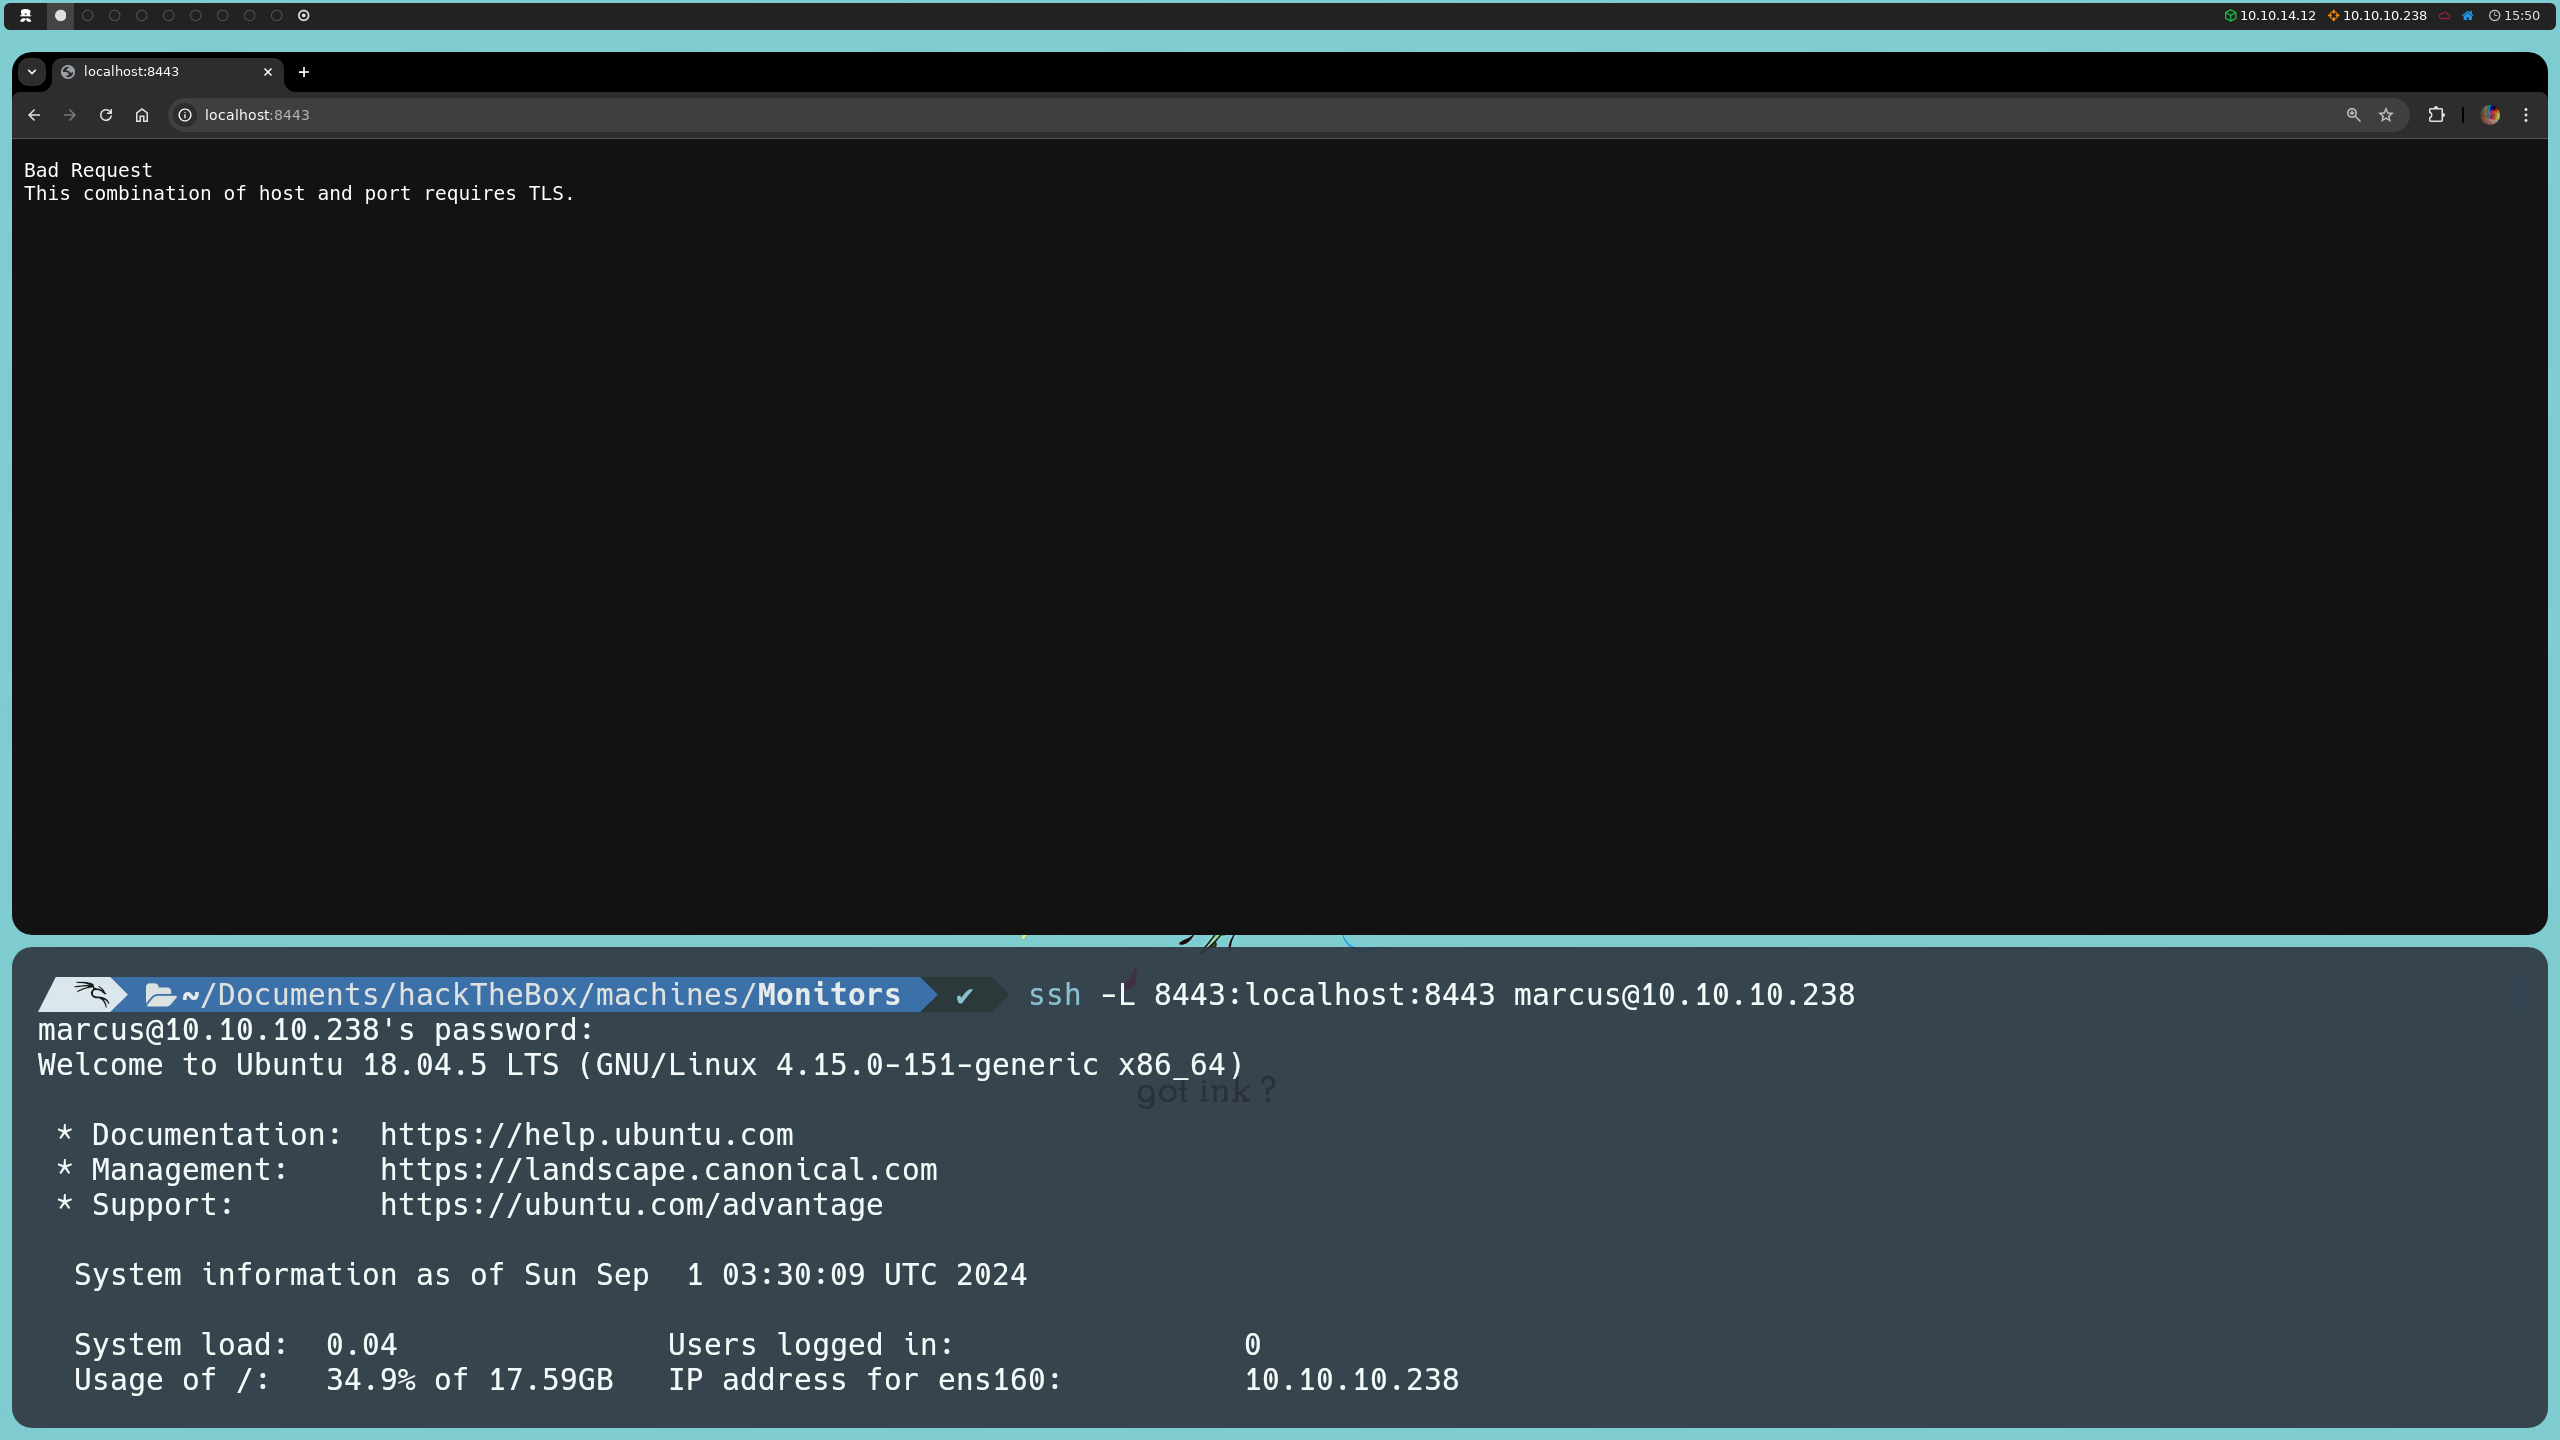 10.10.14.12 10.10.10.238 15:50
localhost:8443
localhost:8443
Bad Request
This combination of host and port requires TLS.
~/Documents/hackTheBox/machines/Monitors ✔ ssh -L 8443:localhost:8443 marcus@10.10.10.238
marcus@10.10.10.238's password:
Welcome to Ubuntu 18.04.5 LTS (GNU/Linux 4.15.0-151-generic x86_64)
got ink ?
* Documentation:  https://help.ubuntu.com
* Management:     https://landscape.canonical.com
* Support:        https://ubuntu.com/advantage
System information as of Sun Sep  1 03:30:09 UTC 2024
System load:  0.04               Users logged in:                0
Usage of /:   34.9% of 17.59GB   IP address for ens160:          10.10.10.238